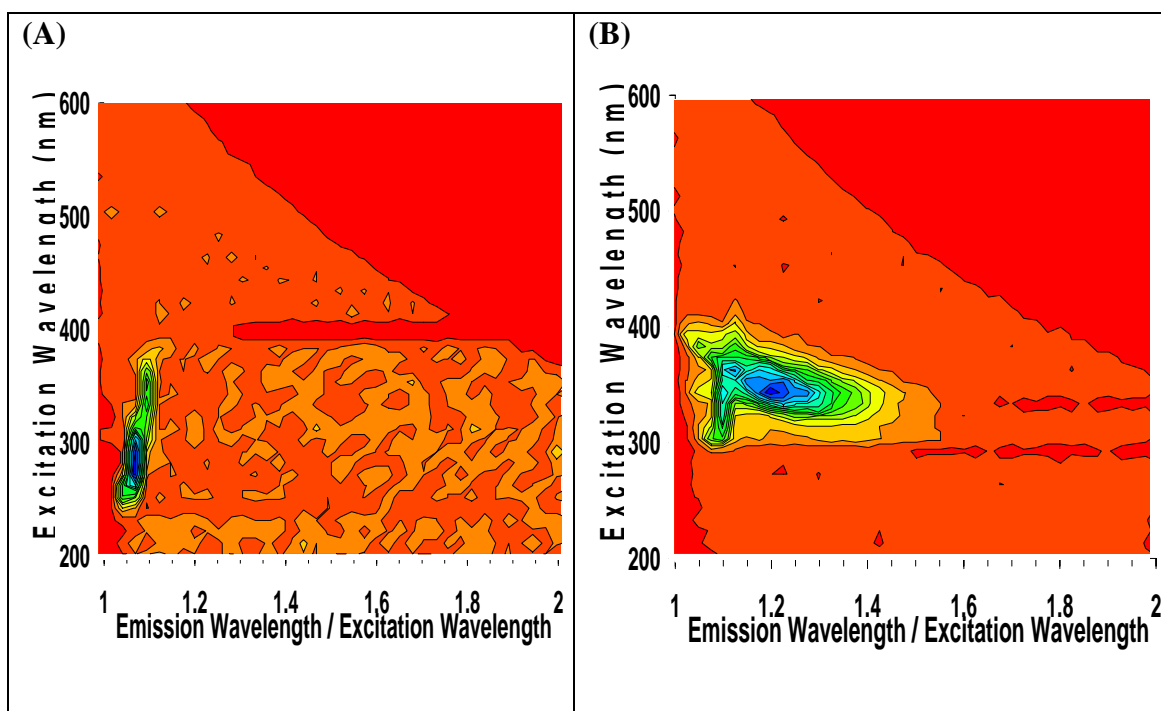 (A)
Excitation Wavelenath (nm)
600
500
400
300
200
1 1.2 1.4 1.6 1.8 2
Emission Wavelength / Excitation Wavelength
(B)
Excitation Wavelenath (nm)
600
500
400
300
200
1 1.2 1.4 1.6 1.8 2
Emission Wavelength / Excitation Wavelength